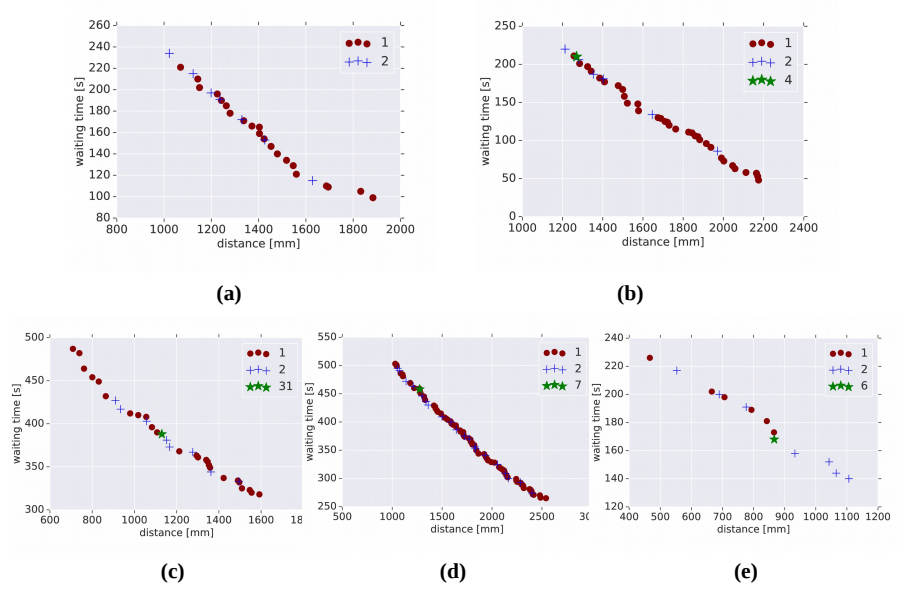 260
240
220
200
180
160
140
120
100
80
800 1000 1200 1400 1600 1800 2000
waiting time [s]
distance [mm]
1
2
(a)
250
200
150
100
50
0
1000 1200 1400 1600 1800 2000 2200 2400
waiting time [s]
distance [mm]
1
2
4
(b)
500
450
400
350
300
600 800 1000 1200 1400 1600 18
waiting time [s]
distance [mm]
1
2
31
(c)
550
500
450
400
350
300
250
500 1000 1500 2000 2500 30
waiting time [s]
distance [mm]
1
2
7
(d)
240
220
200
180
160
140
120
400 500 600 700 800 900 1000 1100 1200
waiting time [s]
distance [mm]
1
2
6
(e)